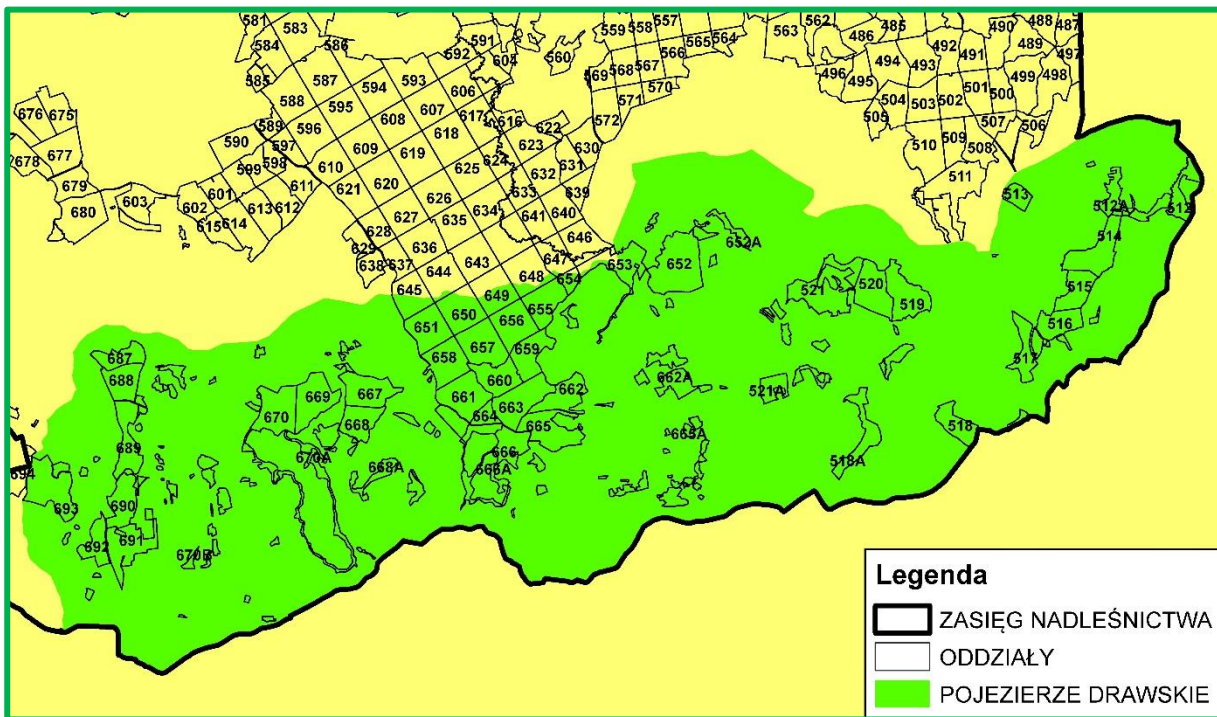 581 583 586 591 592 604 560 559 558 557 566 565 564 563 562 486 485 492 491 490 488 487
584 585 587 594 593 606 569 568 567 570 571 572 496 495 494 493 489 497
588 595 608 607 617 616 622 505 504 503 502 501 500 499 498
676 675 590 589 597 596 609 618 623 630 510 509 507 506
678 677 599 598 610 619 624 632 631 508
679 601 611 621 620 625 633 639 511 513
680 603 602 613 612 627 626 634 641 640 512A 512
615 614 628 635 646 652A 514
629 638 637 636 643 647 653 652
645 644 648 654 521 520 519 515
651 650 649 655 516
687 658 657 656 659 517
688 669 667 661 660 662 662A 521A
670 668 664 663 665 665A 518
689 670A 668A 666 666A 518A
694 693 690
692 691 670B
Legenda
ZASIĘG NADLEŚNICTWA
ODDZIAŁY
POJEZIERZE DRAWSKIE